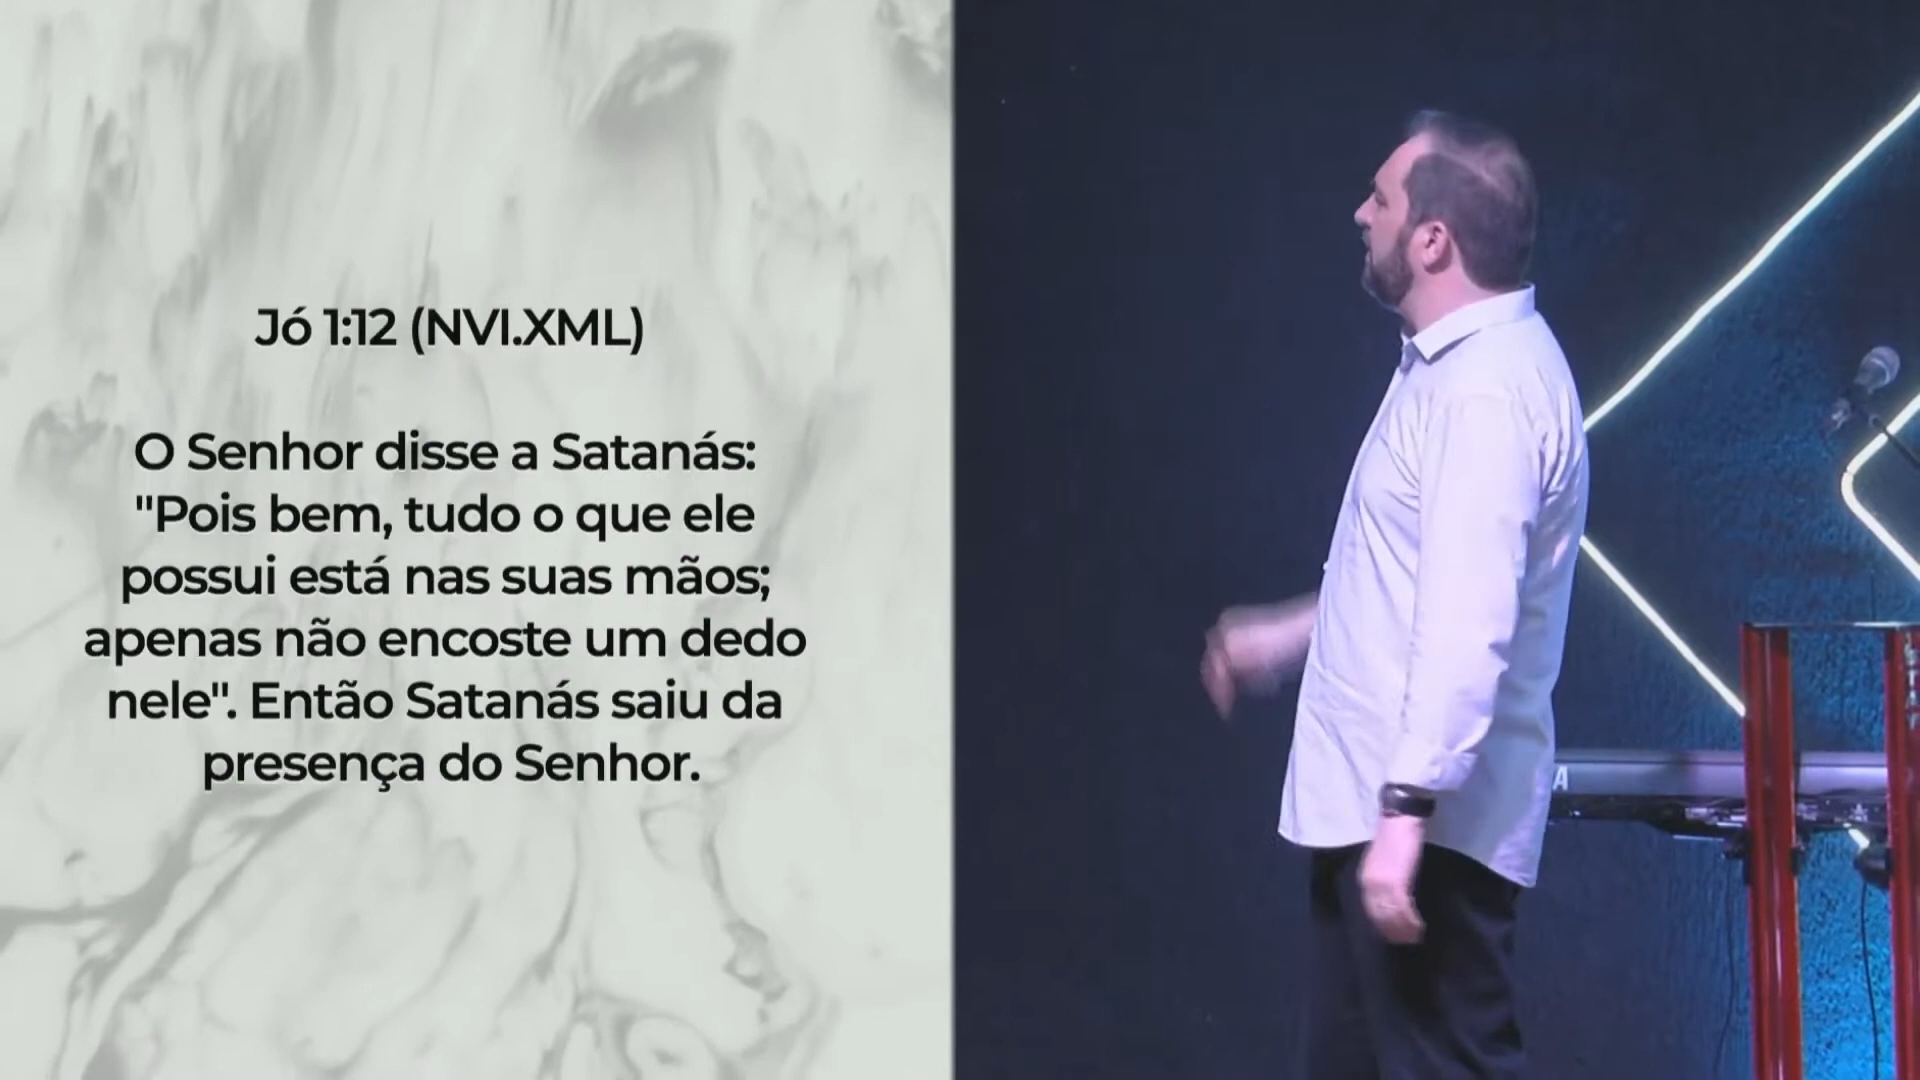 Jó 1:12 (NVI.XML)
O Senhor disse a Satanás:
"Pois bem, tudo o que ele
possui está nas suas mãos;
apenas não encoste um dedo
nele". Então Satanás saiu da
presença do Senhor.
A
STAY